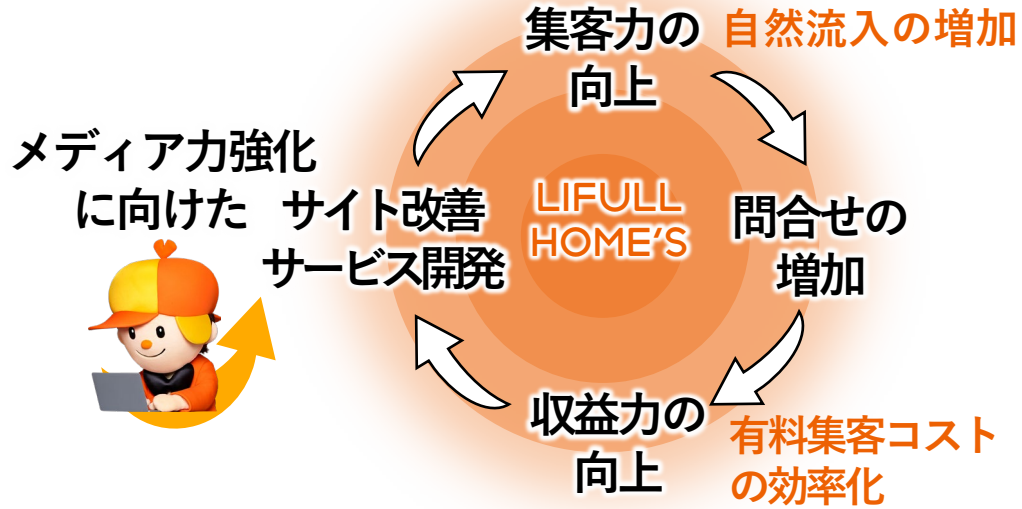 集客力の
向上
自然流入の増加
メディア力強化
に向けた
サイト改善
サービス開発
LIFULL
HOME'S
問合せの
増加
収益力の
向上
有料集客コスト
の効率化